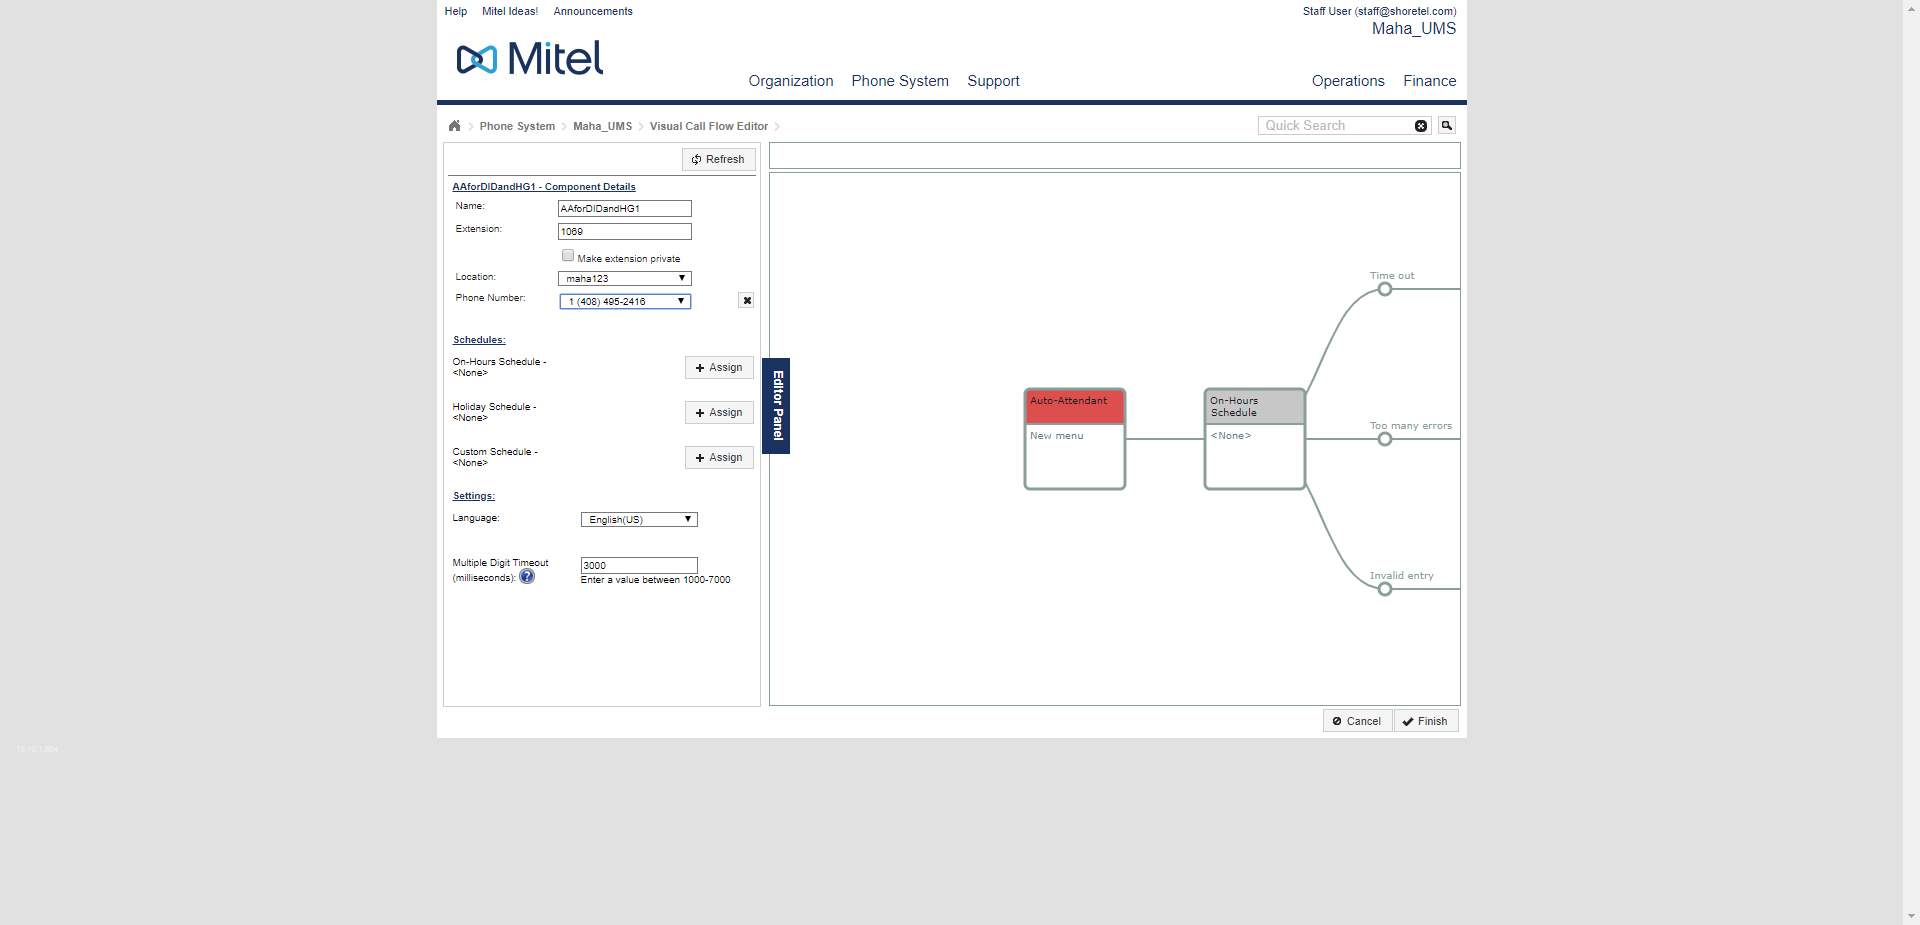 Help Mitel Ideas! Announcements
Staff User (staff@shoretel.com)
Maha_UMS
Mitel
Organization Phone System Support Operations Finance
Phone System Maha_UMS Visual Call Flow Editor
Quick Search
Refresh
AAforDIDandHG1 - Component Details
Name: AAforDIDandHG1
Extension: 1069
Make extension private
Location: maha123
Phone Number: 1 (408) 495-2416
Schedules:
On-Hours Schedule -
<None>
Assign
Holiday Schedule -
<None>
Assign
Custom Schedule -
<None>
Assign
Settings:
Language: English(US)
Multiple Digit Timeout
(milliseconds): ?
3000
Enter a value between 1000-7000
Editor Panel
Auto-Attendant
New menu
On-Hours
Schedule
<None>
Time out
Too many errors
Invalid entry
Cancel Finish